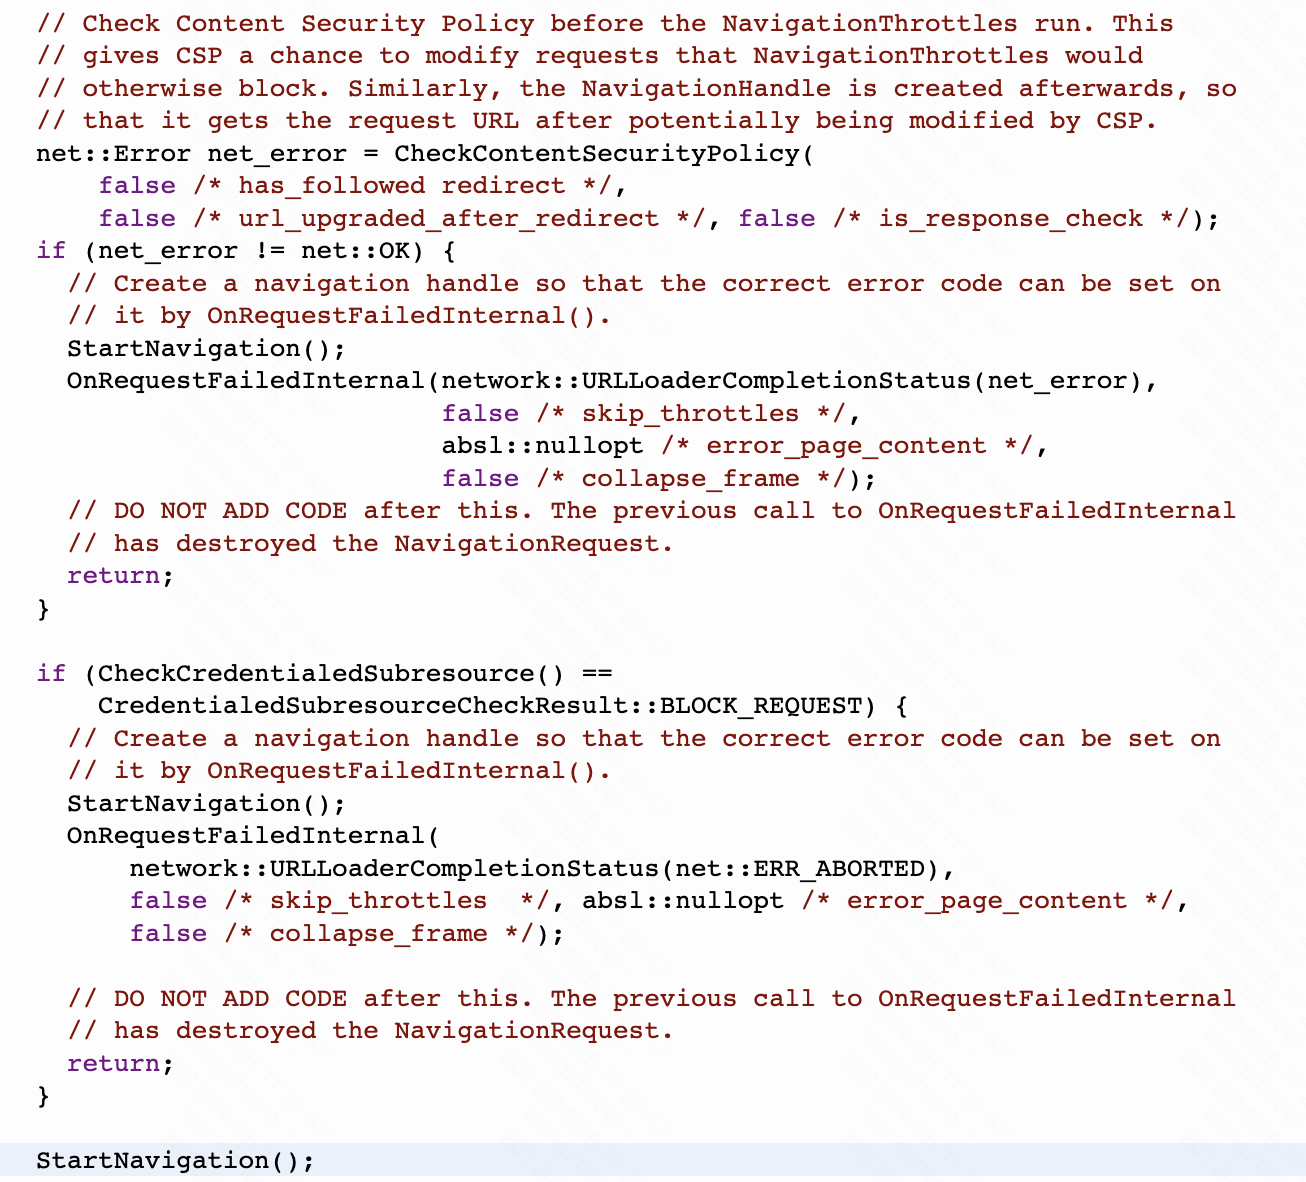 // Check Content Security Policy before the NavigationThrottles run. This
// gives CSP a chance to modify requests that NavigationThrottles would
// otherwise block. Similarly, the NavigationHandle is created afterwards, so
// that it gets the request URL after potentially being modified by CSP.
net::Error net_error = CheckContentSecurityPolicy(
    false /* has_followed redirect */,
    false /* url_upgraded_after_redirect */, false /* is_response_check */);
if (net_error != net::OK) {
  // Create a navigation handle so that the correct error code can be set on
  // it by OnRequestFailedInternal().
  StartNavigation();
  OnRequestFailedInternal(network::URLLoaderCompletionStatus(net_error),
                          false /* skip_throttles */,
                          absl::nullopt /* error_page_content */,
                          false /* collapse_frame */);
  // DO NOT ADD CODE after this. The previous call to OnRequestFailedInternal
  // has destroyed the NavigationRequest.
  return;
}

if (CheckCredentialedSubresource() ==
    CredentialedSubresourceCheckResult::BLOCK_REQUEST) {
  // Create a navigation handle so that the correct error code can be set on
  // it by OnRequestFailedInternal().
  StartNavigation();
  OnRequestFailedInternal(
      network::URLLoaderCompletionStatus(net::ERR_ABORTED),
      false /* skip_throttles  */, absl::nullopt /* error_page_content */,
      false /* collapse_frame */);

  // DO NOT ADD CODE after this. The previous call to OnRequestFailedInternal
  // has destroyed the NavigationRequest.
  return;
}

StartNavigation();